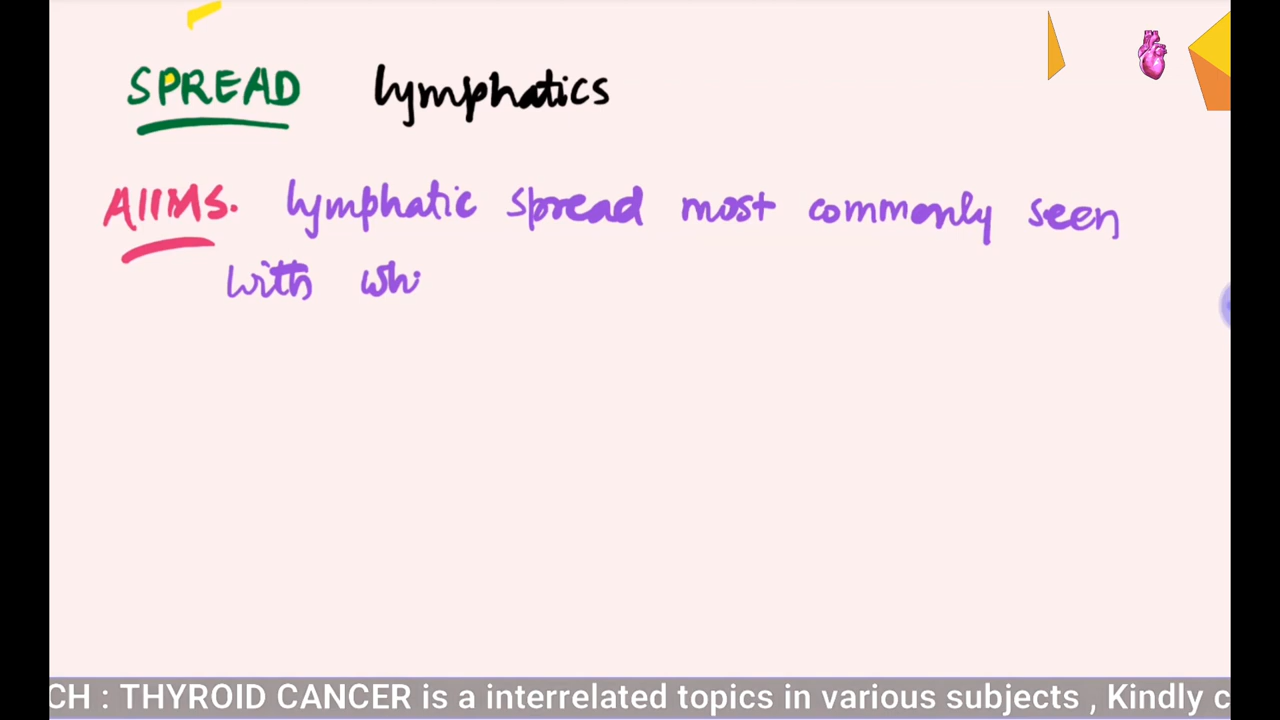 SPREAD lymphatics
AIIMS. lymphatic spread most commonly seen
with whi
CH : THYROID CANCER is a interrelated topics in various subjects , Kindly c